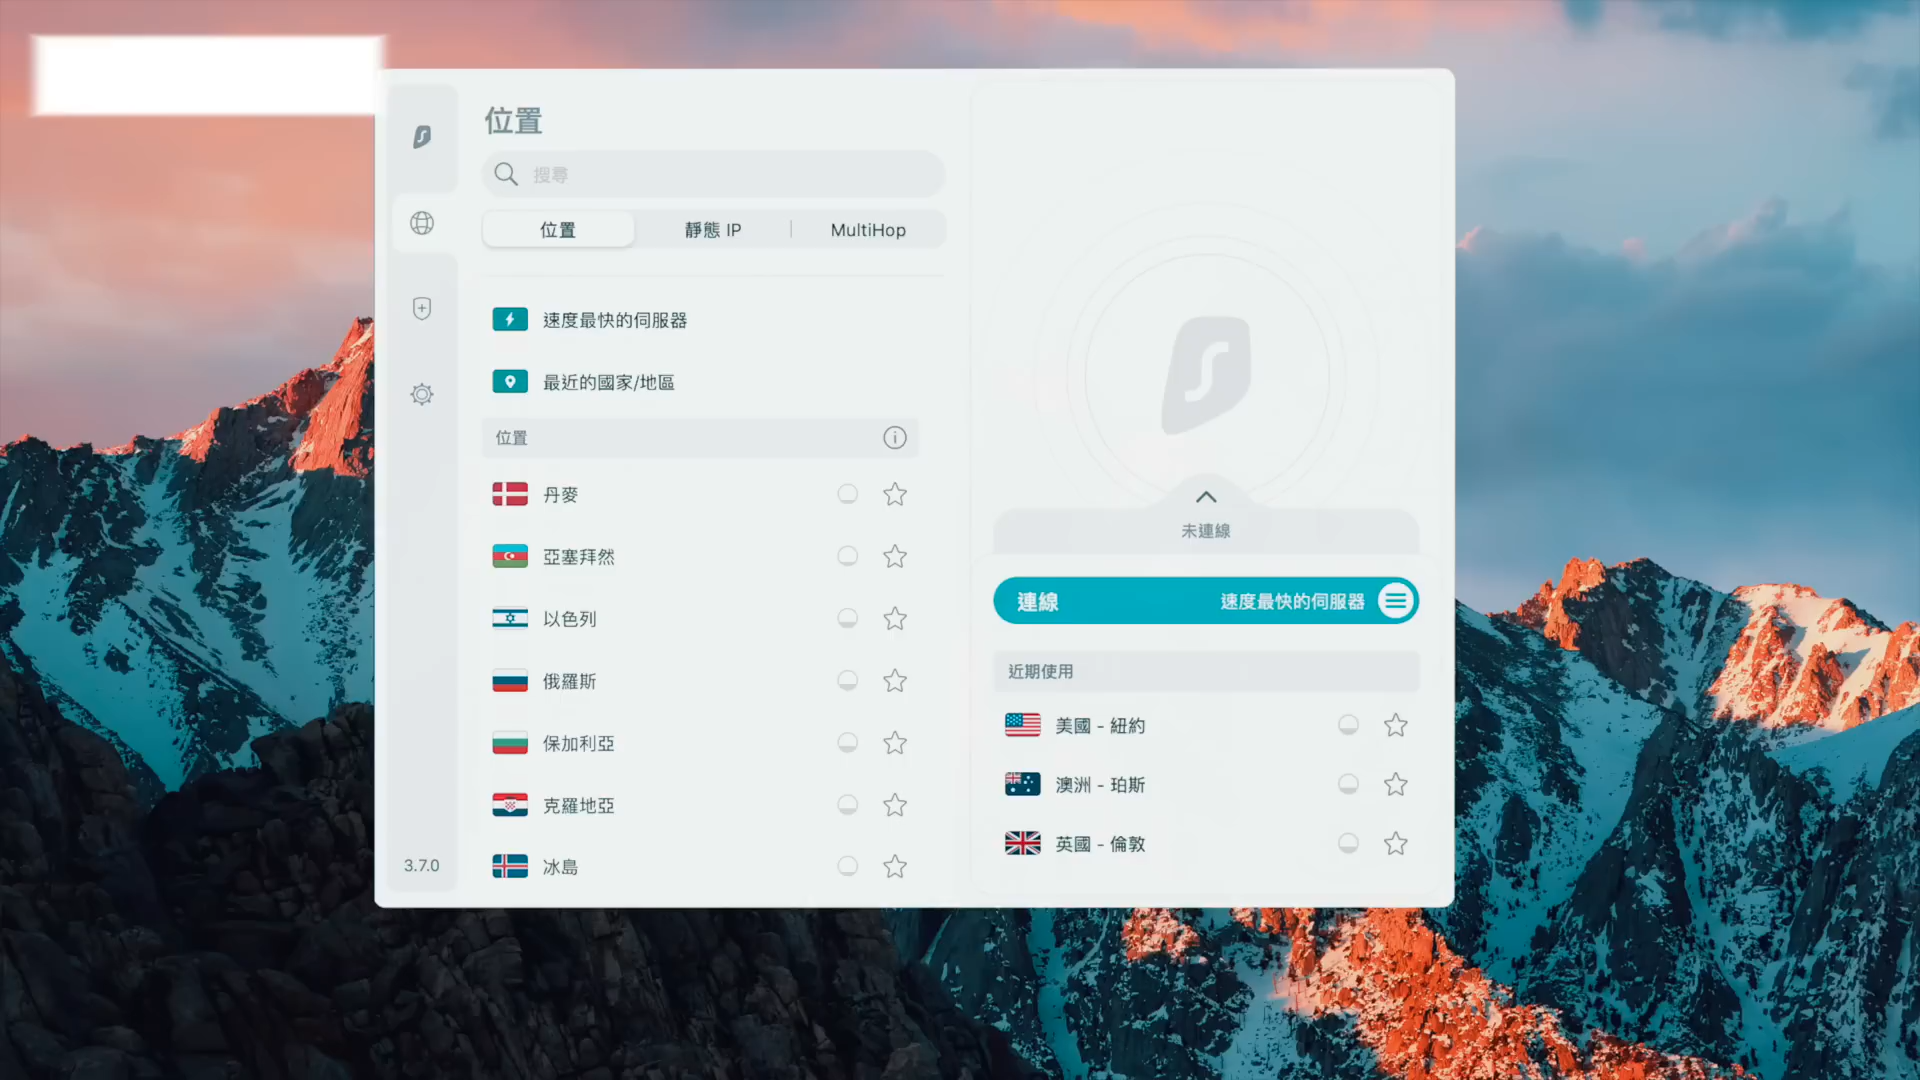 位置
搜尋
位置
靜態 IP
MultiHop
速度最快的伺服器
最近的國家/地區
位置
丹麥
亞塞拜然
以色列
俄羅斯
保加利亞
克羅地亞
冰島
3.7.0
未連線
連線
速度最快的伺服器
近期使用
美國 - 紐約
澳洲 - 珀斯
英國 - 倫敦